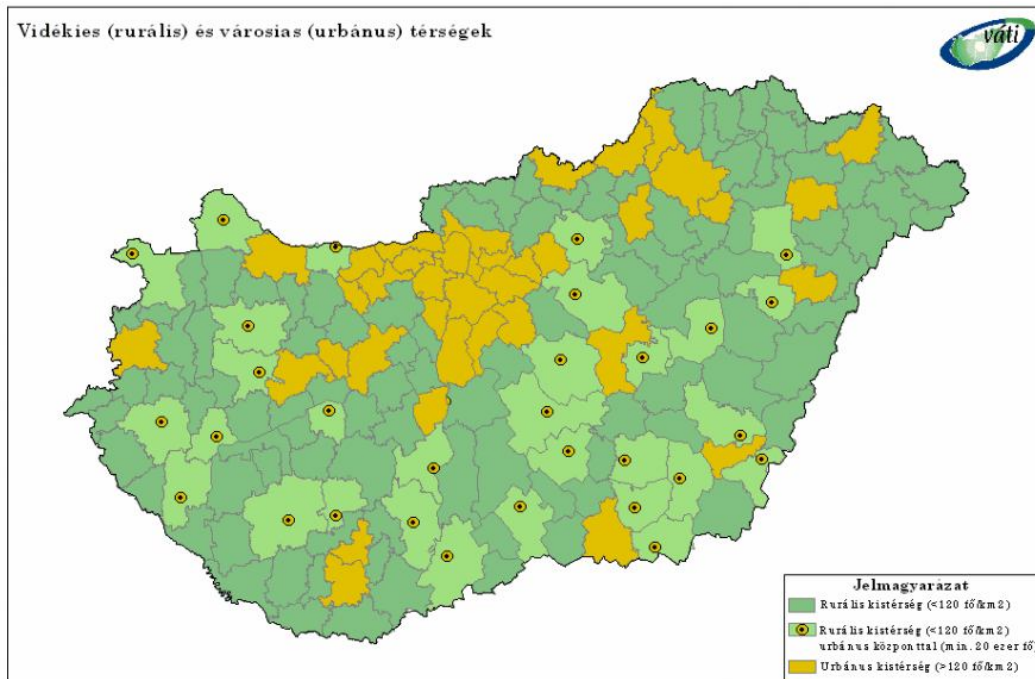 Vidékies (rurális) és városias (urbánus) térségek
váti
Jelmagyarázat
Rurális kistérség (<120 fő/km2)
Rurális kistérség (<120 fő/km2)
urbánus központtal (min. 20 ezer fő)
Urbánus kistérség (>120 fő/km2)